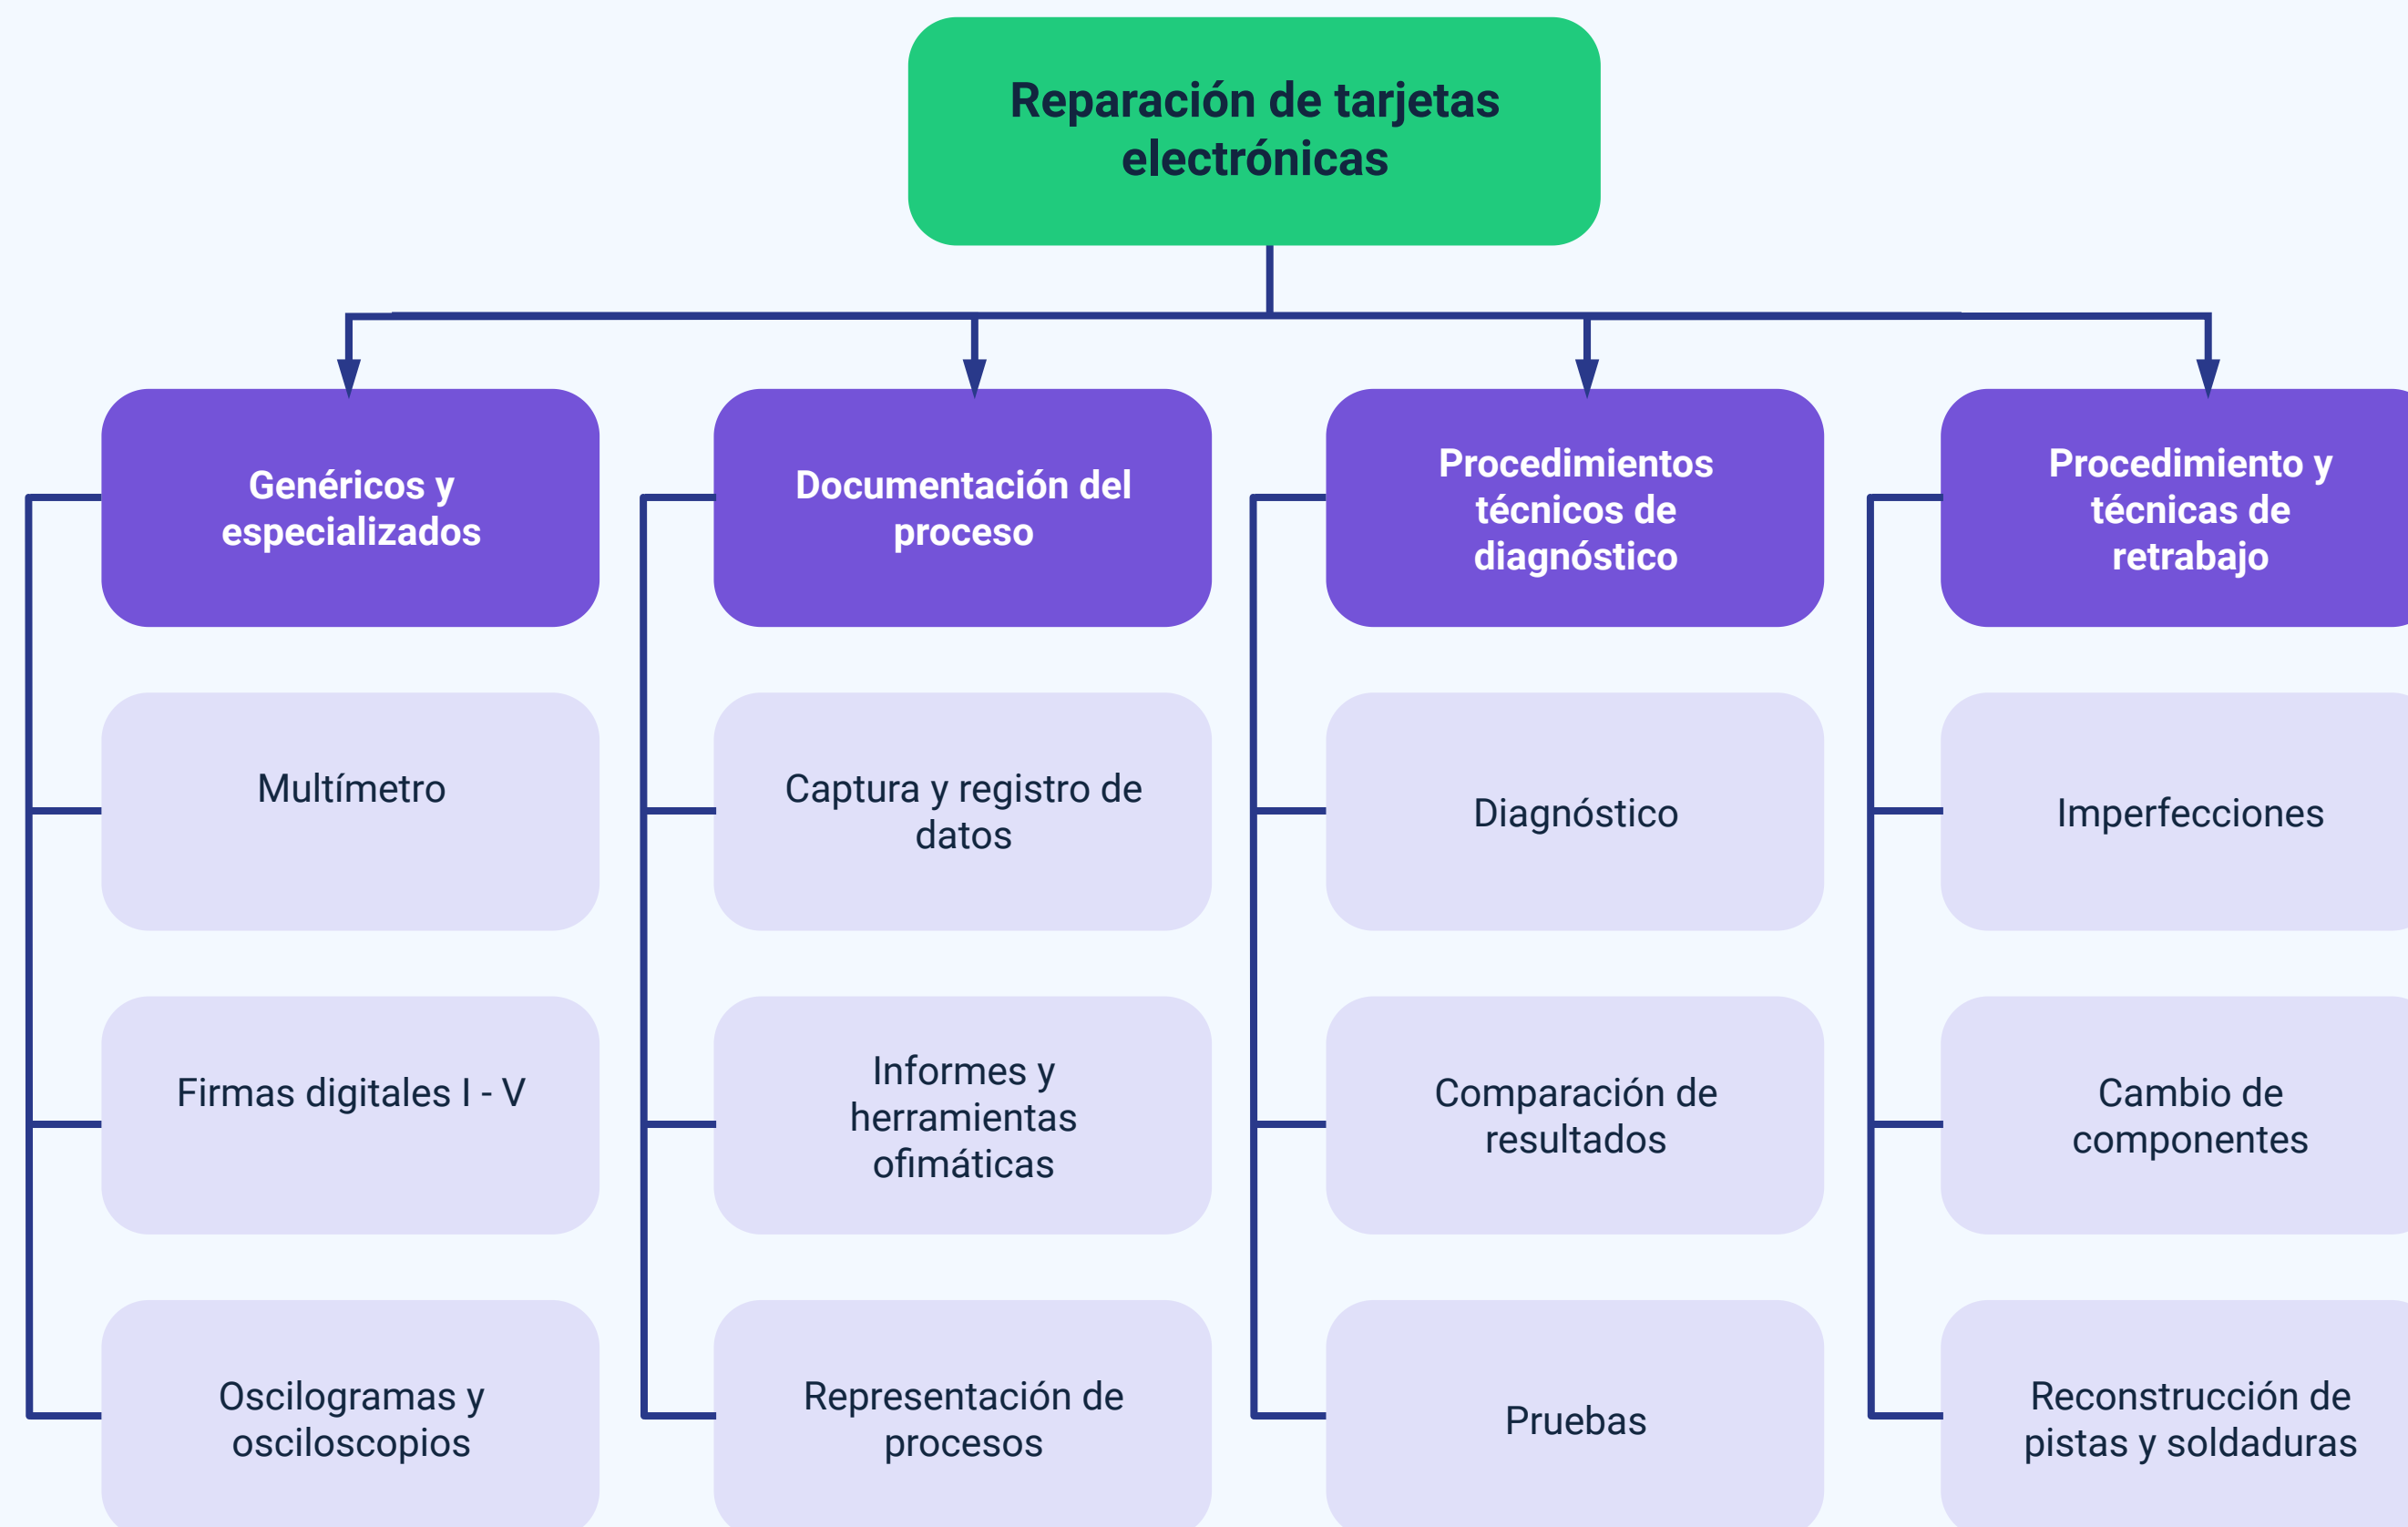 Reparación de tarjetas
electrónicas
Genéricos y
especializados
Documentación del
proceso
Procedimientos
técnicos de
diagnóstico
Procedimiento y
técnicas de
retrabajo
Multímetro
Captura y registro de
datos
Diagnóstico
Imperfecciones
Firmas digitales I - V
Informes y
herramientas
ofimáticas
Comparación de
resultados
Cambio de
componentes
Oscilogramas y
osciloscopios
Representación de
procesos
Pruebas
Reconstrucción de
pistas y soldaduras